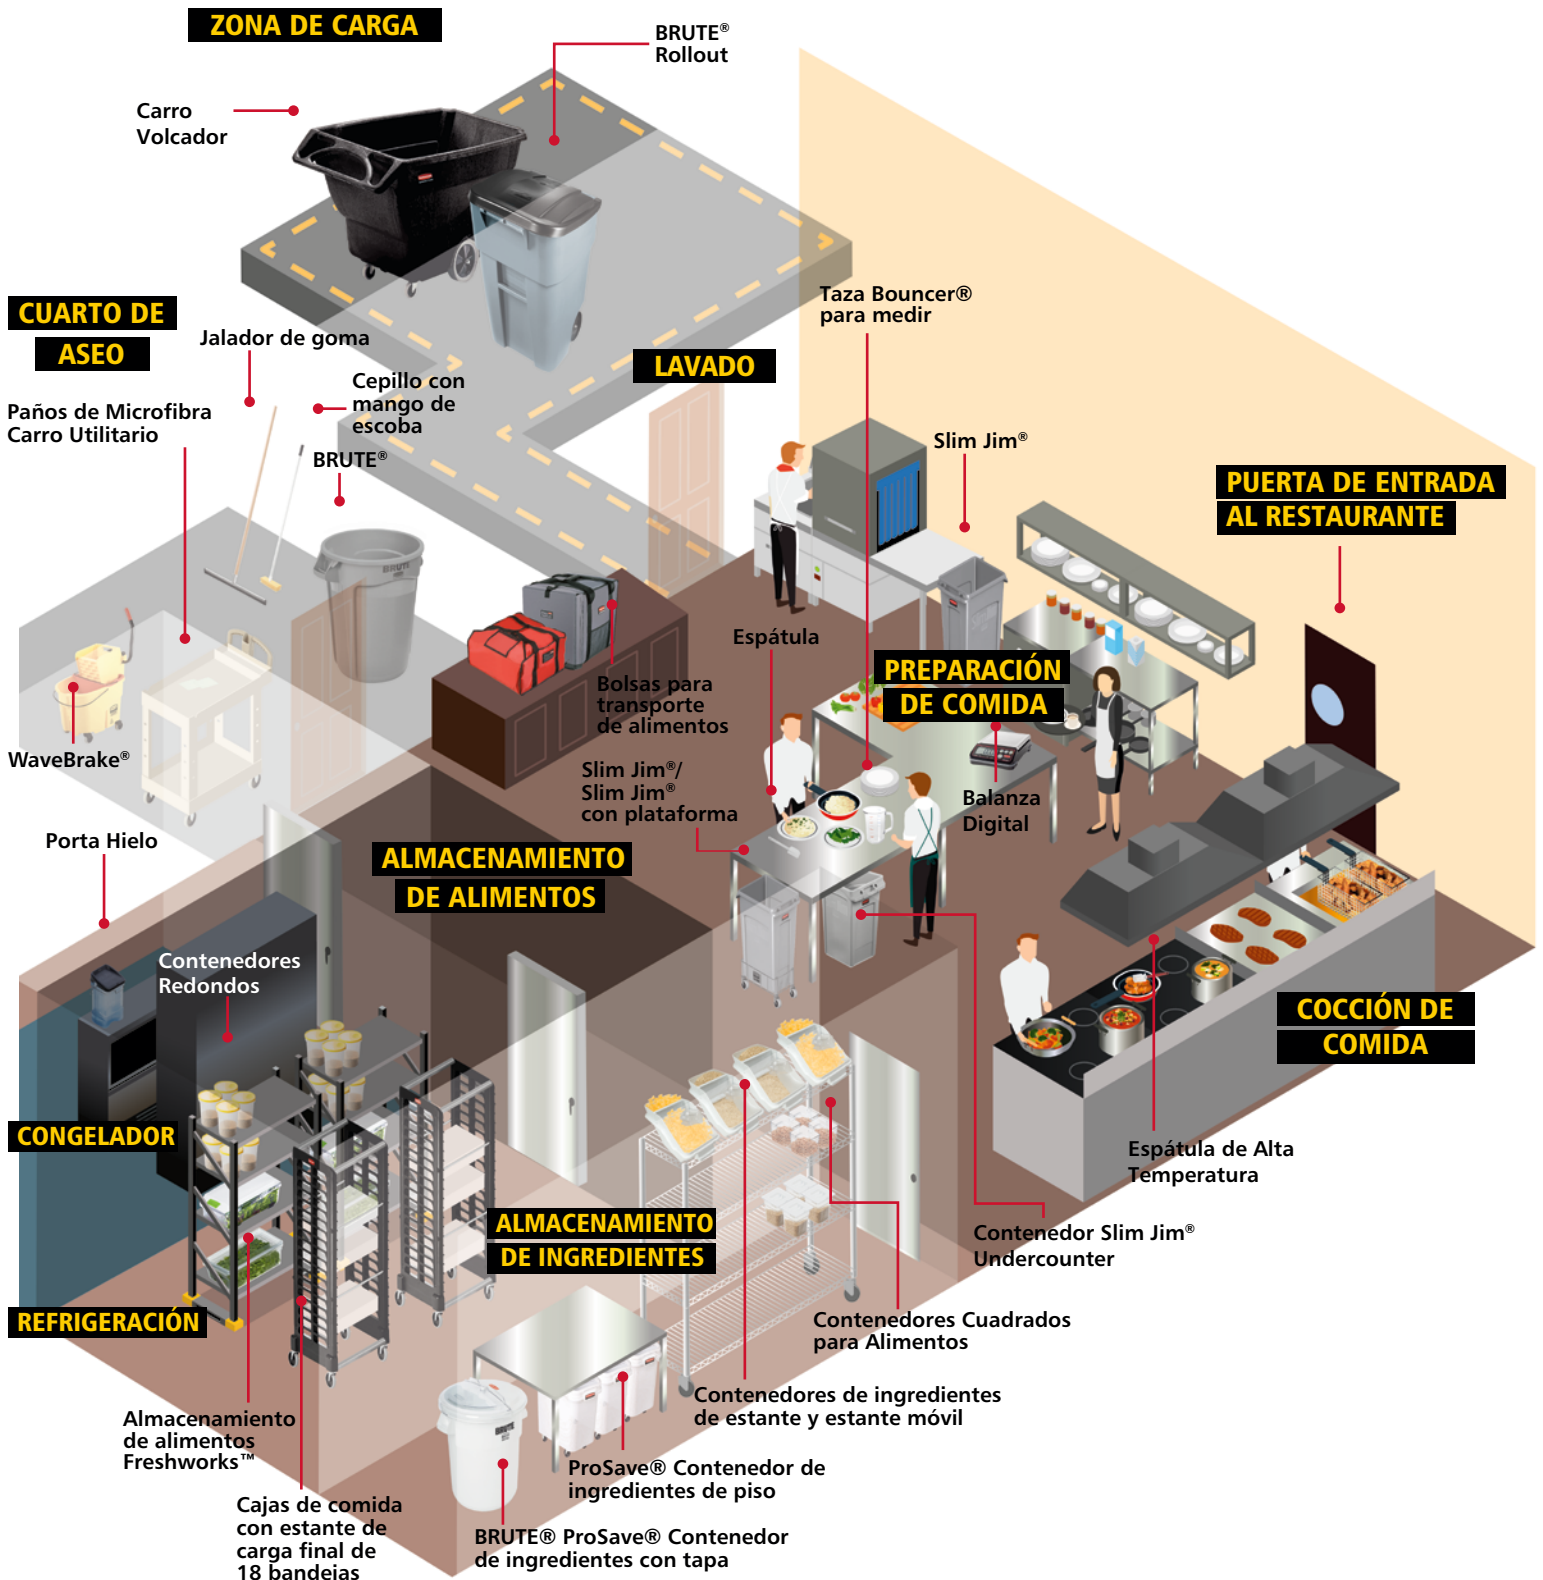 ZONA DE CARGA
BRUTE®
Rollout
Carro
Volcador
CUARTO DE
ASEO
Jalador de goma
Cepillo con
mango de
escoba
Paños de Microfibra
Carro Utilitario
BRUTE®
BRUTE
WaveBrake®
LAVADO
Taza Bouncer®
para medir
Slim Jim®
PUERTA DE ENTRADA
AL RESTAURANTE
Espátula
PREPARACIÓN
DE COMIDA
Bolsas para
transporte
de alimentos
Slim Jim®/
Slim Jim®
con plataforma
Balanza
Digital
Porta Hielo
ALMACENAMIENTO
DE ALIMENTOS
Contenedores
Redondos
COCCIÓN DE
COMIDA
CONGELADOR
Espátula de Alta
Temperatura
ALMACENAMIENTO
DE INGREDIENTES
Contenedor Slim Jim®
Undercounter
REFRIGERACIÓN
Contenedores Cuadrados
para Alimentos
Contenedores de ingredientes
de estante y estante móvil
Almacenamiento
de alimentos
Freshworks™
BRUTE
ProSave® Contenedor de
ingredientes de piso
Cajas de comida
con estante de
carga final de
18 bandejas
BRUTE® ProSave® Contenedor
de ingredientes con tapa